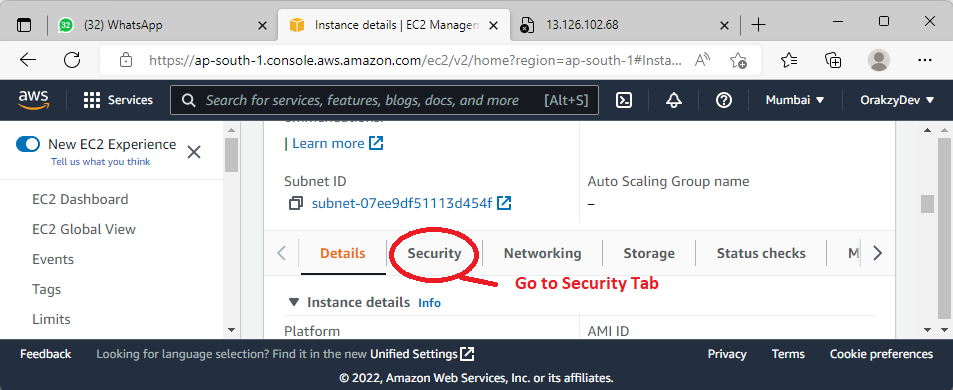 32
(32) WhatsApp
Instance details | EC2 Managem
13.126.102.68
https://ap-south-1.console.aws.amazon.com/ec2/v2/home?region=ap-south-1#Insta...
aws
Services
Search for services, features, blogs, docs, and more [Alt+S]
Mumbai
OrakzyDev
New EC2 Experience
Tell us what you think
EC2 Dashboard
EC2 Global View
Events
Tags
Limits
| Learn more
Subnet ID
subnet-07ee9df51113d454f
Auto Scaling Group name
–
Details
Security
Networking
Storage
Status checks
M
Go to Security Tab
Instance details Info
Platform
AMI ID
Feedback
Looking for language selection? Find it in the new Unified Settings
Privacy
Terms
Cookie preferences
© 2022, Amazon Web Services, Inc. or its affiliates.